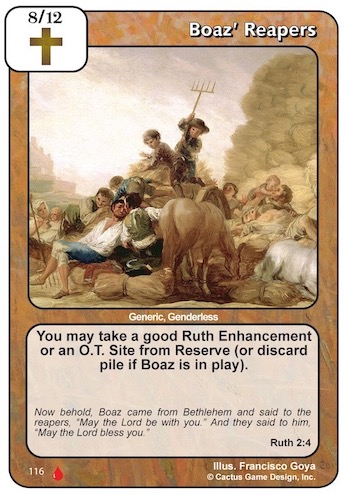 8/12
Boaz' Reapers
Generic, Genderless
You may take a good Ruth Enhancement
or an O.T. Site from Reserve (or discard
pile if Boaz is in play).
Now behold, Boaz came from Bethlehem and said to the
reapers, “May the Lord be with you.” And they said to him,
“May the Lord bless you.”
Ruth 2:4
116
Illus. Francisco Goya
© Cactus Game Design, Inc.